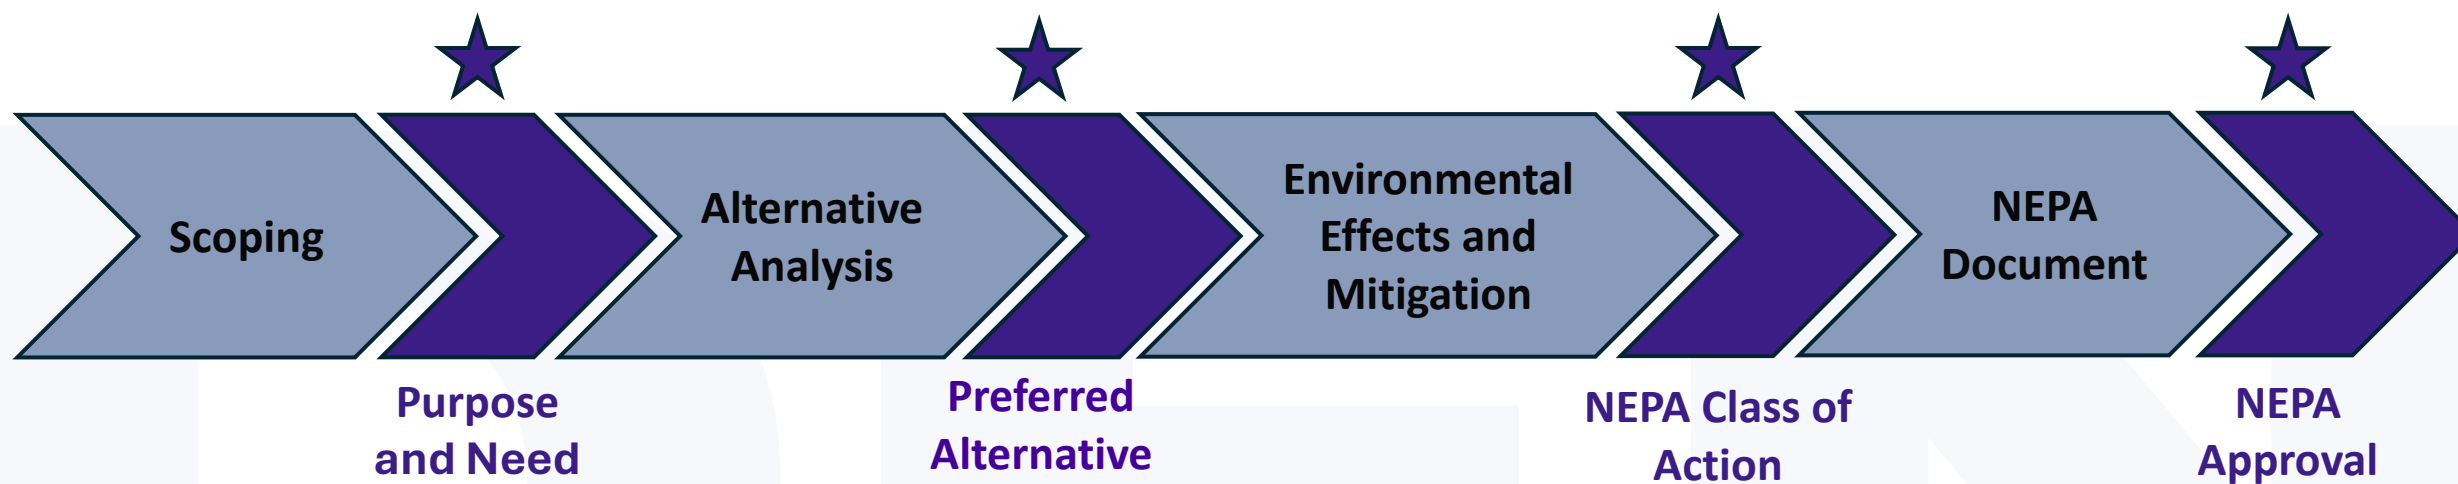 Scoping
Purpose
and Need
Alternative
Analysis
Preferred
Alternative
Environmental
Effects and
Mitigation
NEPA Class of
Action
NEPA
Document
NEPA
Approval